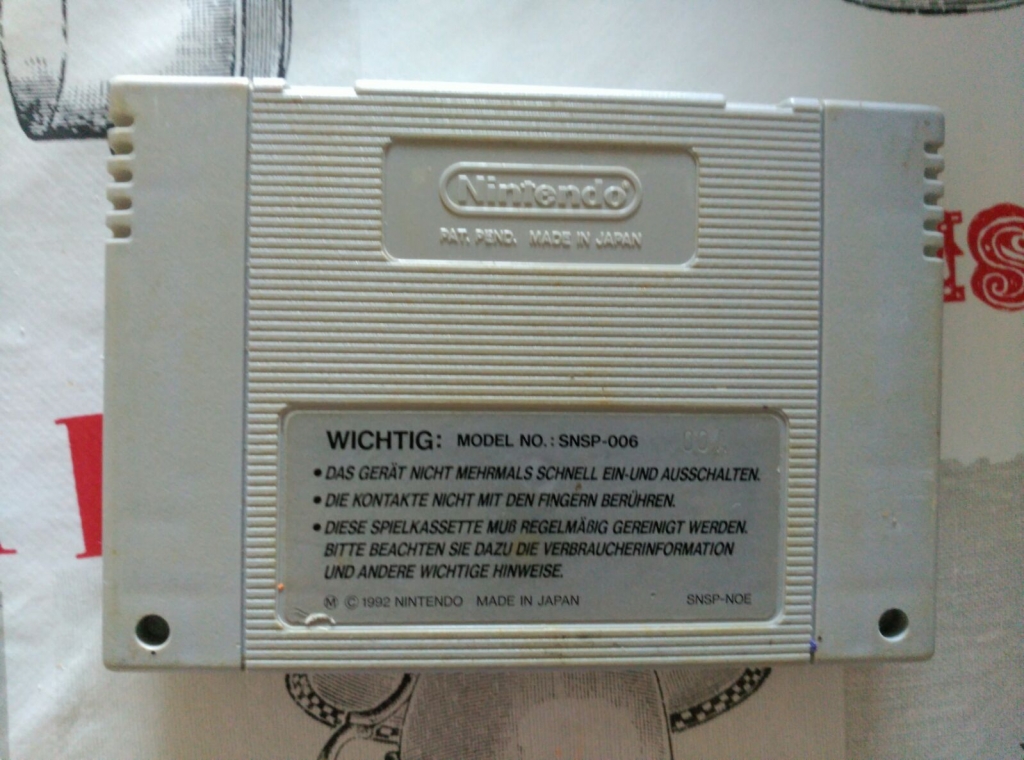 Nintendo
PAT. PEND. MADE IN JAPAN
WICHTIG: MODEL NO.: SNSP-006
• DAS GERÄT NICHT MEHRMALS SCHNELL EIN-UND AUSSCHALTEN.
• DIE KONTAKTE NICHT MIT DEN FINGERN BERÜHREN.
• DIESE SPIELKASSETTE MUß REGELMÄßIG GEREINIGT WERDEN.
BITTE BEACHTEN SIE DAZU DIE VERBRAUCHERINFORMATION
UND ANDERE WICHTIGE HINWEISE.
Ⓜ © 1992 NINTENDO MADE IN JAPAN SNSP-NOE